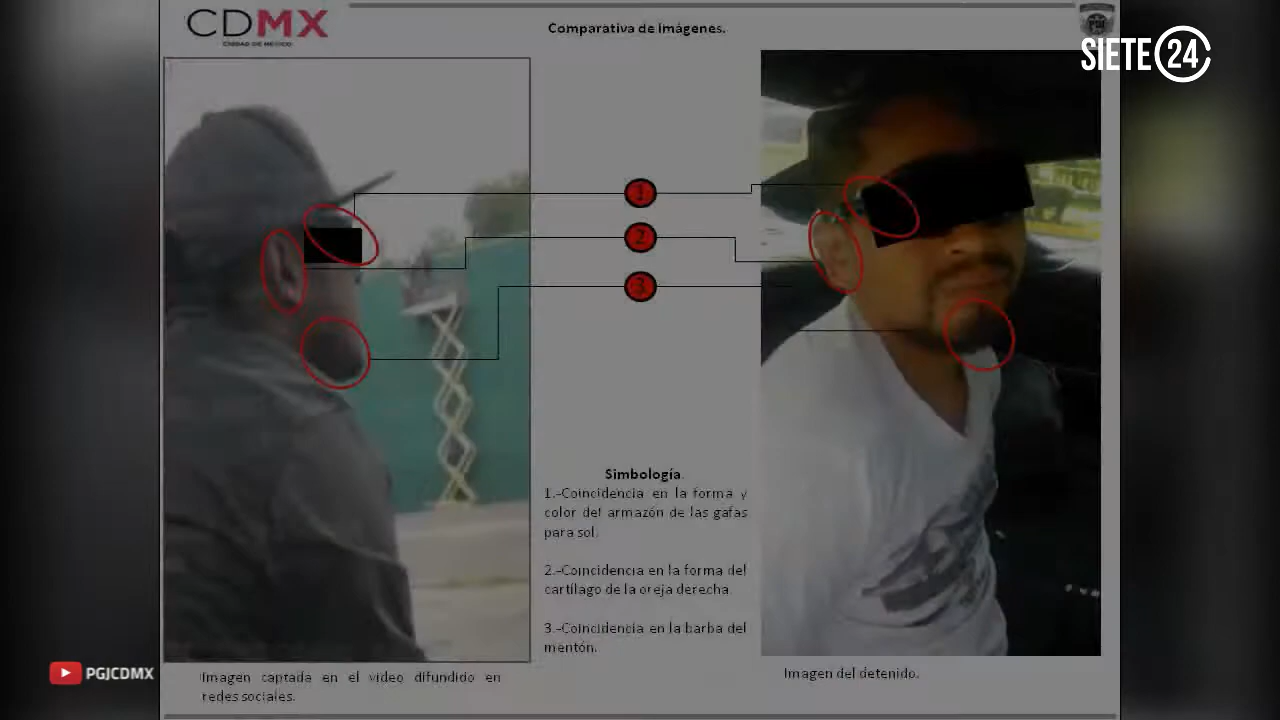 CDMX
CIUDAD DE MÉXICO
Comparativa de Imágenes.
SIETE 24
1
2
3
Simbología.
1.-Coincidencia en la forma y
color del armazón de las gafas
para sol.
2.-Coincidencia en la forma del
cartílago de la oreja derecha.
3.-Coincidencia en la barba del
mentón.
PGJCDMX
Imagen captada en el video difundido en
redes sociales.
Imagen del detenido.